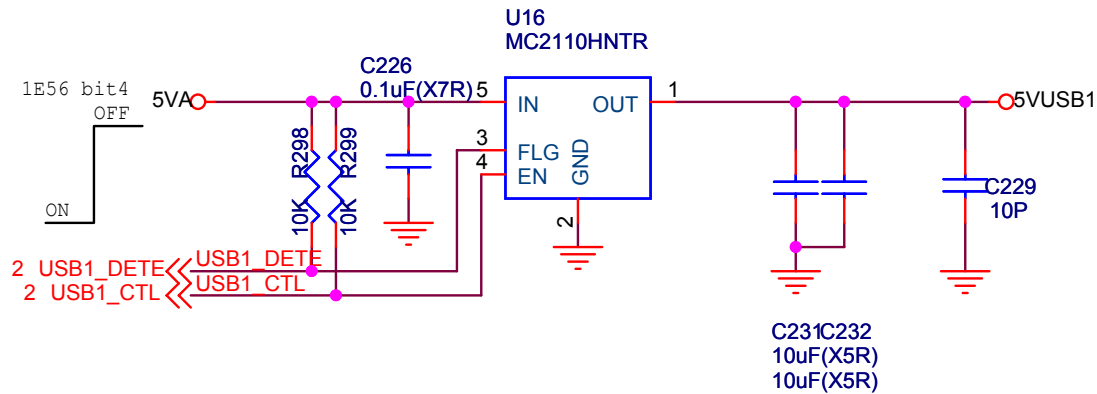 U16
MC2110HNTR
C226
0.1uF(X7R)
1E56 bit4
OFF
ON
5VA
5
IN
OUT
1
5VUSB1
3
FLG
4
EN
GND
2
R298
10K
R299
10K
C229
10P
2 USB1_DETE
USB1_DETE
2 USB1_CTL
USB1_CTL
C231C232
10uF(X5R)
10uF(X5R)